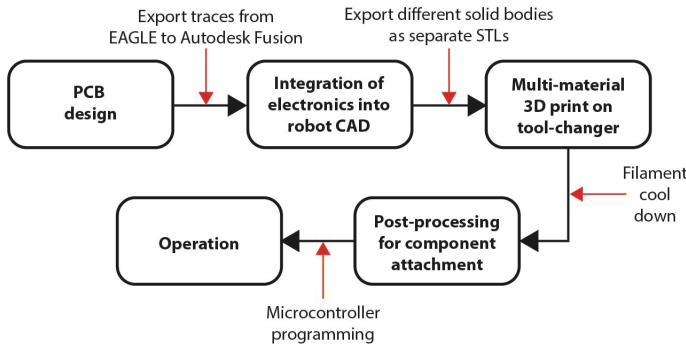 Export traces from
EAGLE to Autodesk Fusion
Export different solid bodies
as separate STLs
PCB
design
Integration of
electronics into
robot CAD
Multi-material
3D print on
tool-changer
Filament
cool
down
Operation
Post-processing
for component
attachment
Microcontroller
programming